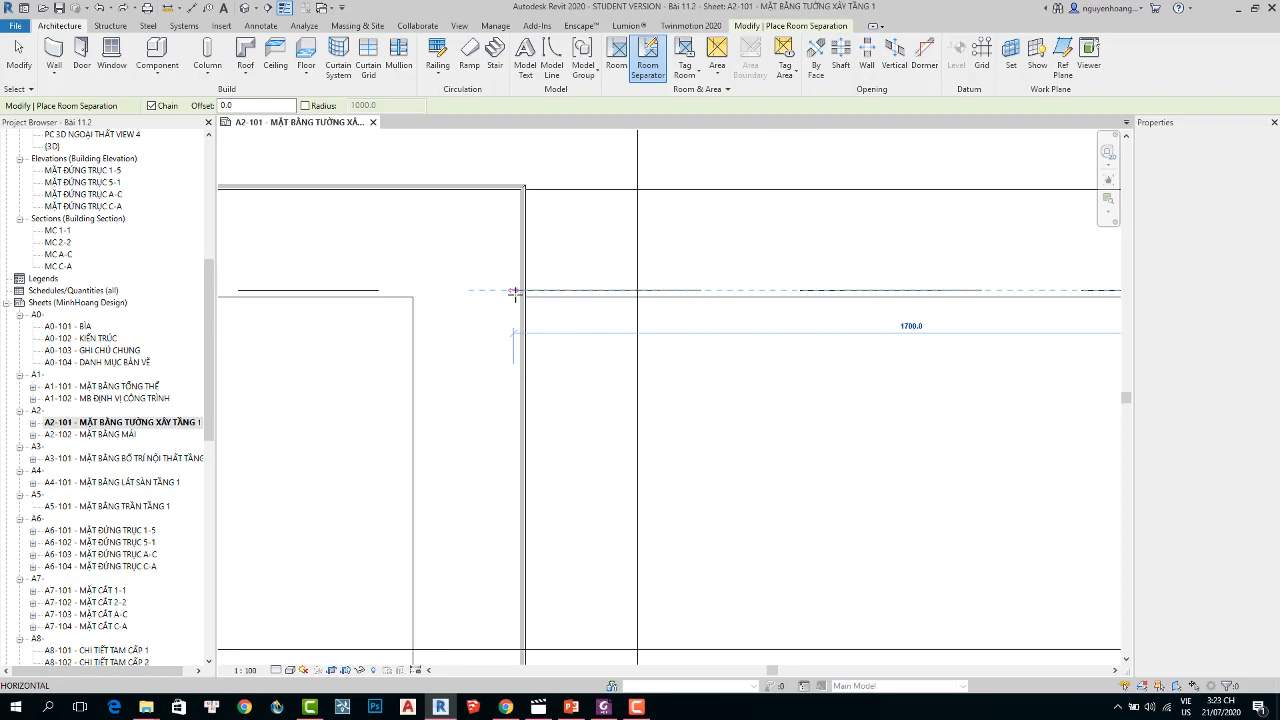 Autodesk Revit 2020 - STUDENT VERSION - Bài 11.2 - Sheet: A2-101 - MẶT BẰNG TƯỜNG XÂY TẦNG 1
nguyenhoang...
File Architecture Structure Steel Systems Insert Annotate Analyze Massing & Site Collaborate View Manage Add-Ins Enscape™ Lumion® Twinmotion 2020 Modify | Place Room Separation
Modify Wall Door Window Component Column Roof Ceiling Floor Curtain System Curtain Grid Mullion Railing Ramp Stair Model Text Model Line Model Group Room Room Separator Tag Room Area Area Boundary Tag Area By Face Shaft Wall Vertical Dormer Level Grid Set Show Ref Plane Viewer
Select Build Circulation Model Room & Area Opening Datum Work Plane
Modify | Place Room Separation Chain Offset: 0.0 Radius: 1000.0
Project Browser - Bài 11.2
A2-101 - MẶT BẰNG TƯỜNG XÂ...
Properties
PC 3D NGOẠI THẤT VIEW 4
{3D}
Elevations (Building Elevation)
MẶT ĐỨNG TRỤC 1-5
MẶT ĐỨNG TRỤC 5-1
MẶT ĐỨNG TRỤC A-C
MẶT ĐỨNG TRỤC C-A
Sections (Building Section)
MC 1-1
MC 2-2
MC A-C
MC C-A
Legends
Schedules/Quantities (all)
Sheets (MinhHoang Design)
A0-
A0-101 - BÌA
A0-102 - KIẾN TRÚC
A0-103 - GHI CHÚ CHUNG
A0-104 - DANH MỤC BẢN VẼ
A1-
A1-101 - MẶT BẰNG TỔNG THỂ
A1-102 - MB ĐỊNH VỊ CÔNG TRÌNH
A2-
A2-101 - MẶT BẰNG TƯỜNG XÂY TẦNG 1
A2-102 - MẶT BẰNG MÁI
A3-
A3-101 - MẶT BẰNG BỐ TRÍ NỘI THẤT TẦNG
A4-
A4-101 - MẶT BẰNG LÁT SÀN TẦNG 1
A5-
A5-101 - MẶT BẰNG TRẦN TẦNG 1
A6-
A6-101 - MẶT ĐỨNG TRỤC 1-5
A6-102 - MẶT ĐỨNG TRỤC 5-1
A6-103 - MẶT ĐỨNG TRỤC A-C
A6-104 - MẶT ĐỨNG TRỤC C-A
A7-
A7-101 - MẶT CẮT 1-1
A7-102 - MẶT CẮT 2-2
A7-103 - MẶT CẮT A-C
A7-104 - MẶT CẮT C-A
A8-
A8-101 - CHI TIẾT TAM CẤP 1
A8-102 - CHI TIẾT TAM CẤP 2
1700.0
1 : 100
HORIZONTAL
:0
Main Model
:0
VIE
3:23 CH
21/07/2020